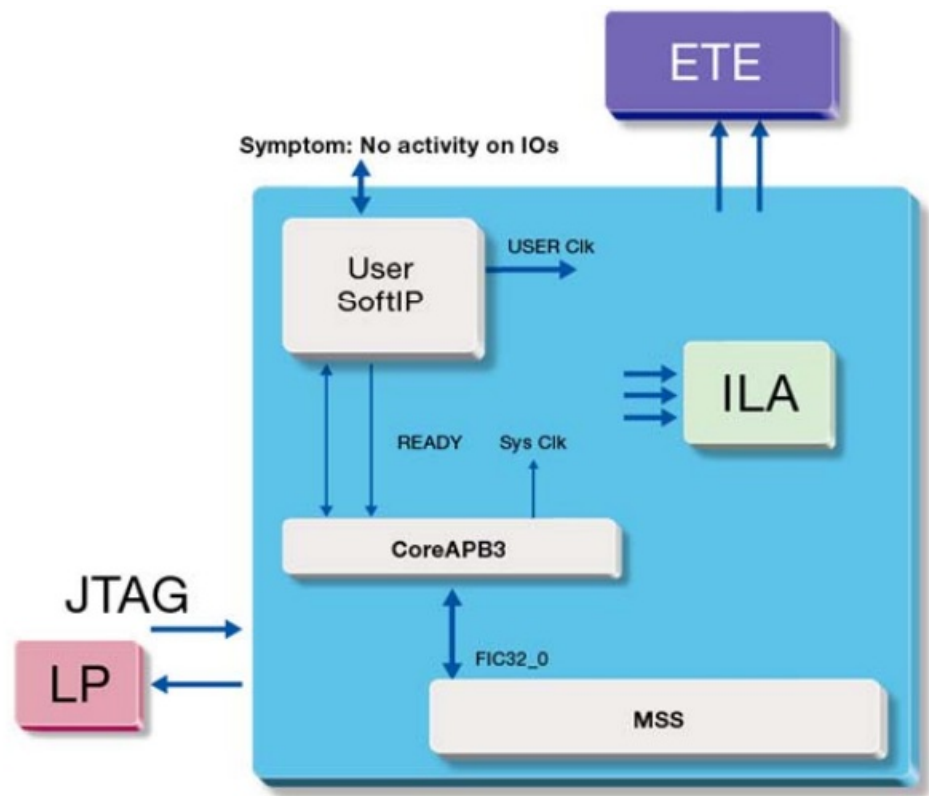 ETE
Symptom: No activity on IOs
User
SoftIP
USER Clk
ILA
READY
Sys Clk
CoreAPB3
JTAG
LP
FIC32_0
MSS